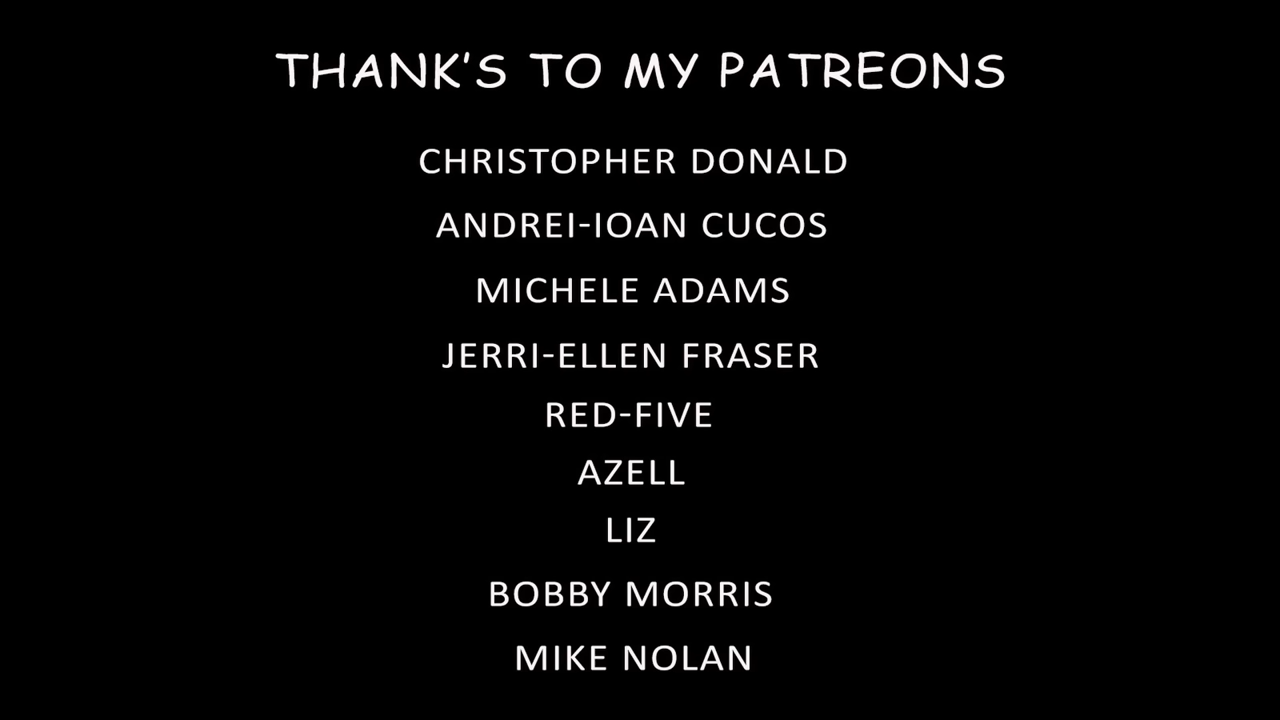 THANK'S TO MY PATREONS
CHRISTOPHER DONALD
ANDREI-IOAN CUCOS
MICHELE ADAMS
JERRI-ELLEN FRASER
RED-FIVE
AZELL
LIZ
BOBBY MORRIS
MIKE NOLAN